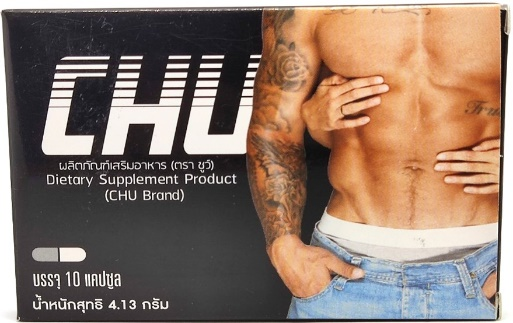 CHU
ผลิตภัณฑ์เสริมอาหาร (ตรา ชูว์)
Dietary Supplement Product
(CHU Brand)
บรรจุ 10 แคปซูล
น้ำหนักสุทธิ 4.13 กรัม